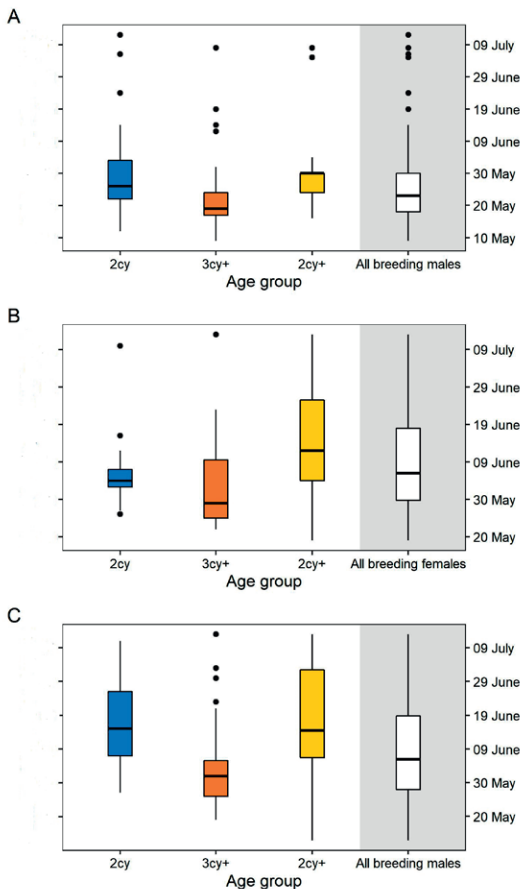 A
09 July
29 June
19 June
09 June
30 May
20 May
10 May
2cy 3cy+ 2cy+ All breeding males
Age group
B
09 July
29 June
19 June
09 June
30 May
20 May
2cy 3cy+ 2cy+ All breeding females
Age group
C
09 July
29 June
19 June
09 June
30 May
20 May
2cy 3cy+ 2cy+ All breeding males
Age group